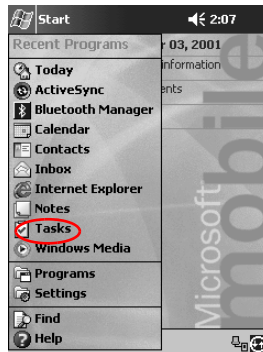 Start 2:07
Recent Programs r 03, 2001
Today information
ActiveSync ents
Bluetooth Manager
Calendar
Contacts
Inbox
Internet Explorer
Notes
Tasks
Windows Media
Programs
Settings
Find
Help
Microsoft
mobile